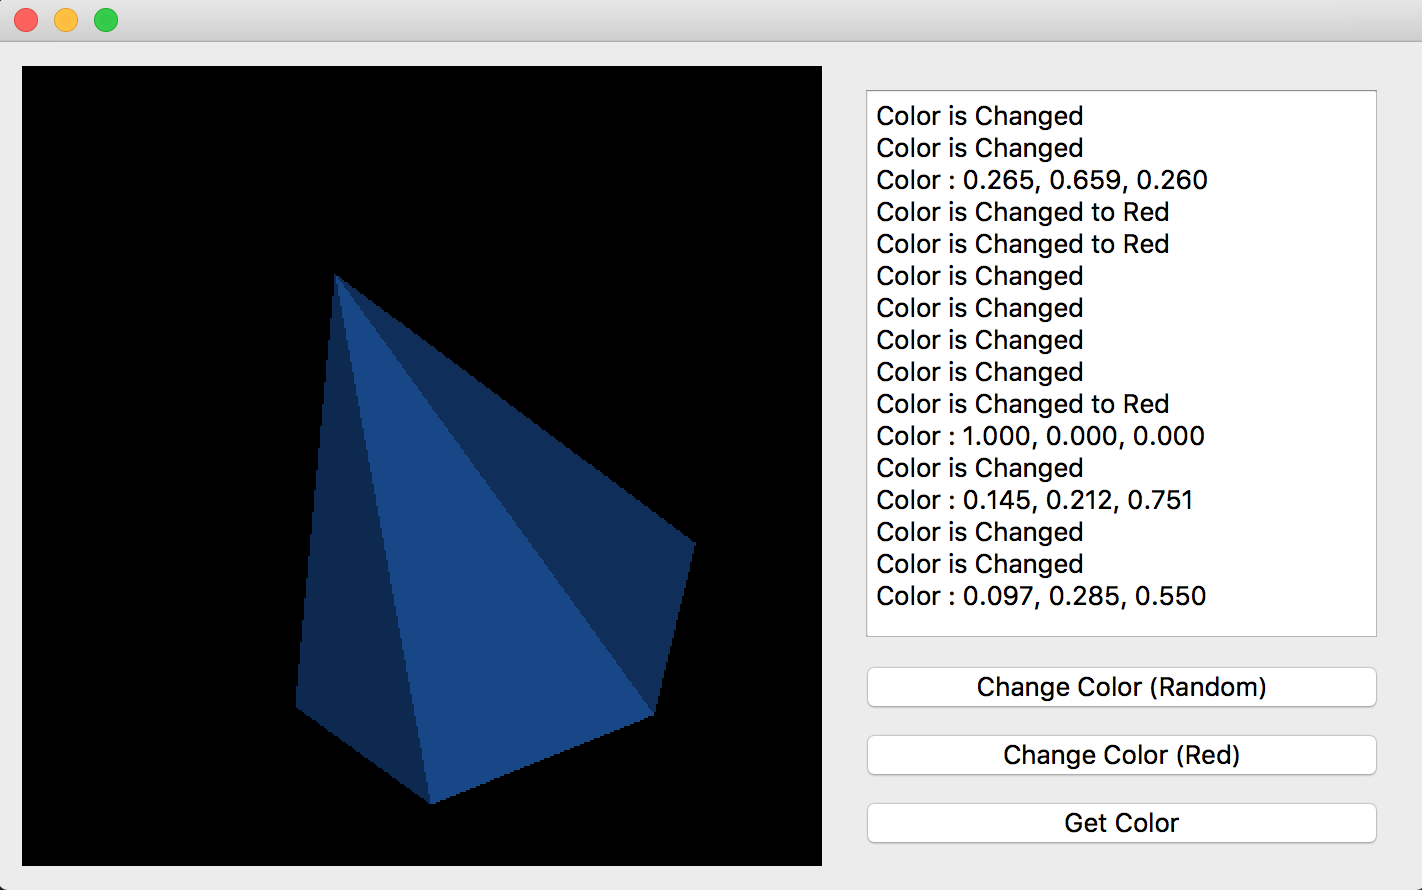 Color is Changed
Color is Changed
Color : 0.265, 0.659, 0.260
Color is Changed to Red
Color is Changed to Red
Color is Changed
Color is Changed
Color is Changed
Color is Changed
Color is Changed to Red
Color : 1.000, 0.000, 0.000
Color is Changed
Color : 0.145, 0.212, 0.751
Color is Changed
Color is Changed
Color : 0.097, 0.285, 0.550
Change Color (Random)
Change Color (Red)
Get Color